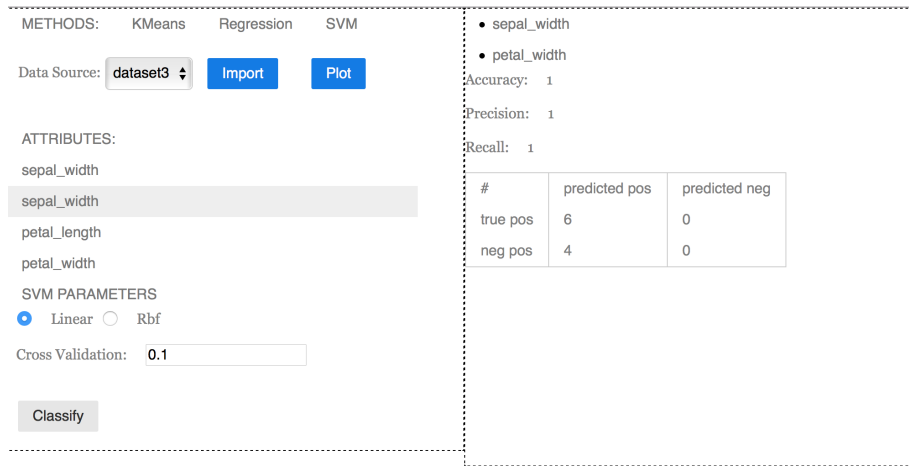 METHODS: KMeans Regression SVM
Data Source: dataset3 Import Plot
ATTRIBUTES:
sepal_width
sepal_width
petal_length
petal_width
SVM PARAMETERS
Linear Rbf
Cross Validation: 0.1
Classify
sepal_width
petal_width
Accuracy: 1
Precision: 1
Recall: 1
# predicted pos predicted neg
true pos 6 0
neg pos 4 0